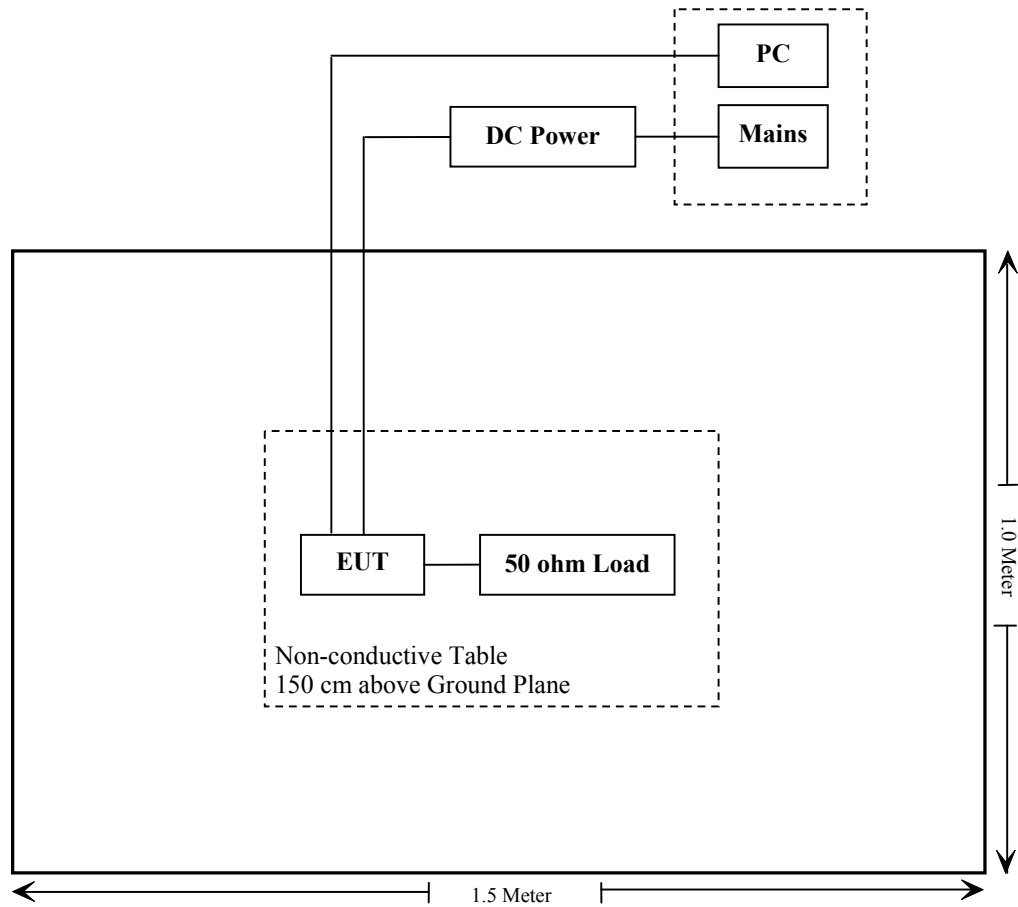 PC
DC Power
Mains
EUT
50 ohm Load
Non-conductive Table
150 cm above Ground Plane
1.0 Meter
1.5 Meter